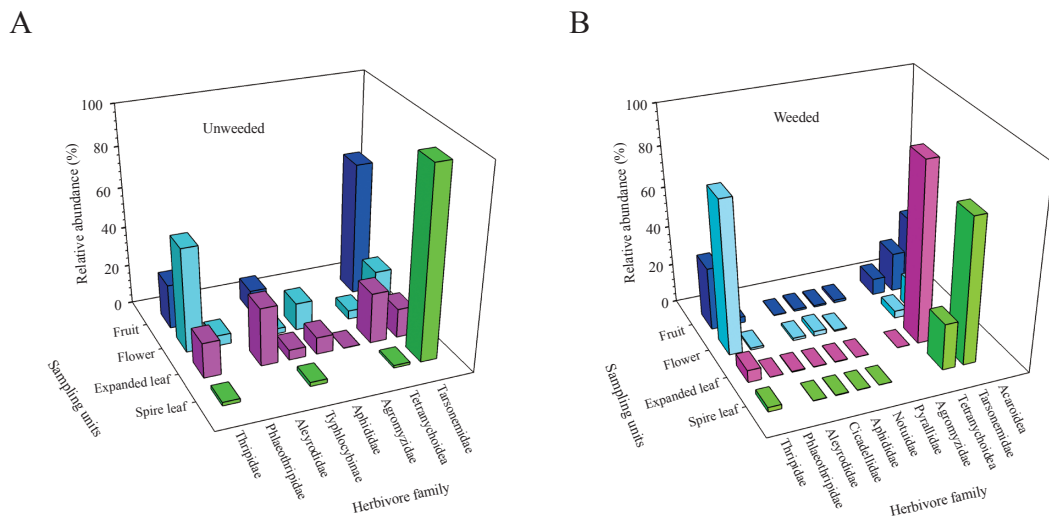 A
Unweeded
Relative abundance (%)
100
80
60
40
20
0
Fruit
Flower
Expanded leaf
Spire leaf
Sampling units
Thripidae
Phlaeothripidae
Aleyrodidae
Typhlocybinae
Aphididae
Agromyzidae
Tetranychoidea
Tarsonemidae
Herbivore family
B
Weeded
Relative abundance (%)
100
80
60
40
20
0
Fruit
Flower
Expanded leaf
Spire leaf
Sampling units
Thripidae
Phlaeothripidae
Aleyrodidae
Cicadellidae
Aphididae
Notuidae
Pyrallidae
Agromyzidae
Tetranychoidea
Tarsonemidae
Acaroidea
Herbivore family